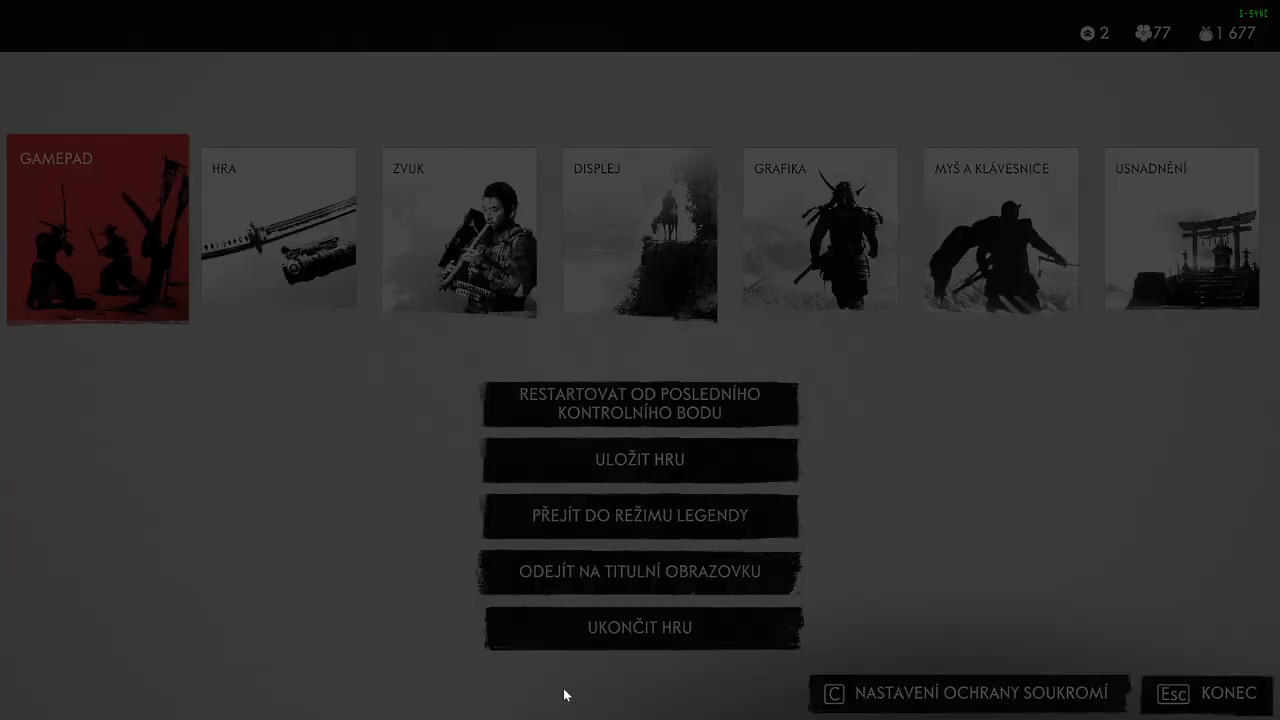 G-SYNC
2 77 1 677
GAMEPAD
HRA
ZVUK
DISPLEJ
GRAFIKA
MYŠ A KLÁVESNICE
USNADNĚNÍ
RESTARTOVAT OD POSLEDNÍHO
KONTROLNÍHO BODU
ULOŽIT HRU
PŘEJÍT DO REŽIMU LEGENDY
ODEJÍT NA TITULNÍ OBRAZOVKU
UKONČIT HRU
C NASTAVENÍ OCHRANY SOUKROMÍ
Esc KONEC